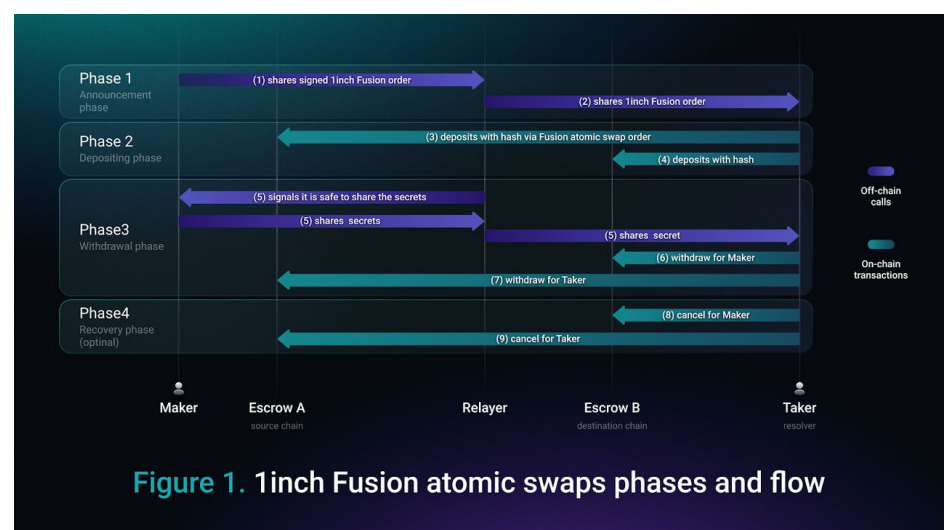 Phase 1
Announcement
phase
(1) shares signed 1inch Fusion order
(2) shares 1inch Fusion order
Phase 2
Depositing phase
(3) deposits with hash via Fusion atomic swap order
(4) deposits with hash
Phase3
Withdrawal phase
(5) signals it is safe to share the secrets
(5) shares secrets
(5) shares secret
(6) withdraw for Maker
(7) withdraw for Taker
Phase4
Recovery phase
(optinal)
(8) cancel for Maker
(9) cancel for Taker
Off-chain
calls
On-chain
transactions
Maker
Escrow A
source chain
Relayer
Escrow B
destination chain
Taker
resolver
Figure 1. 1inch Fusion atomic swaps phases and flow